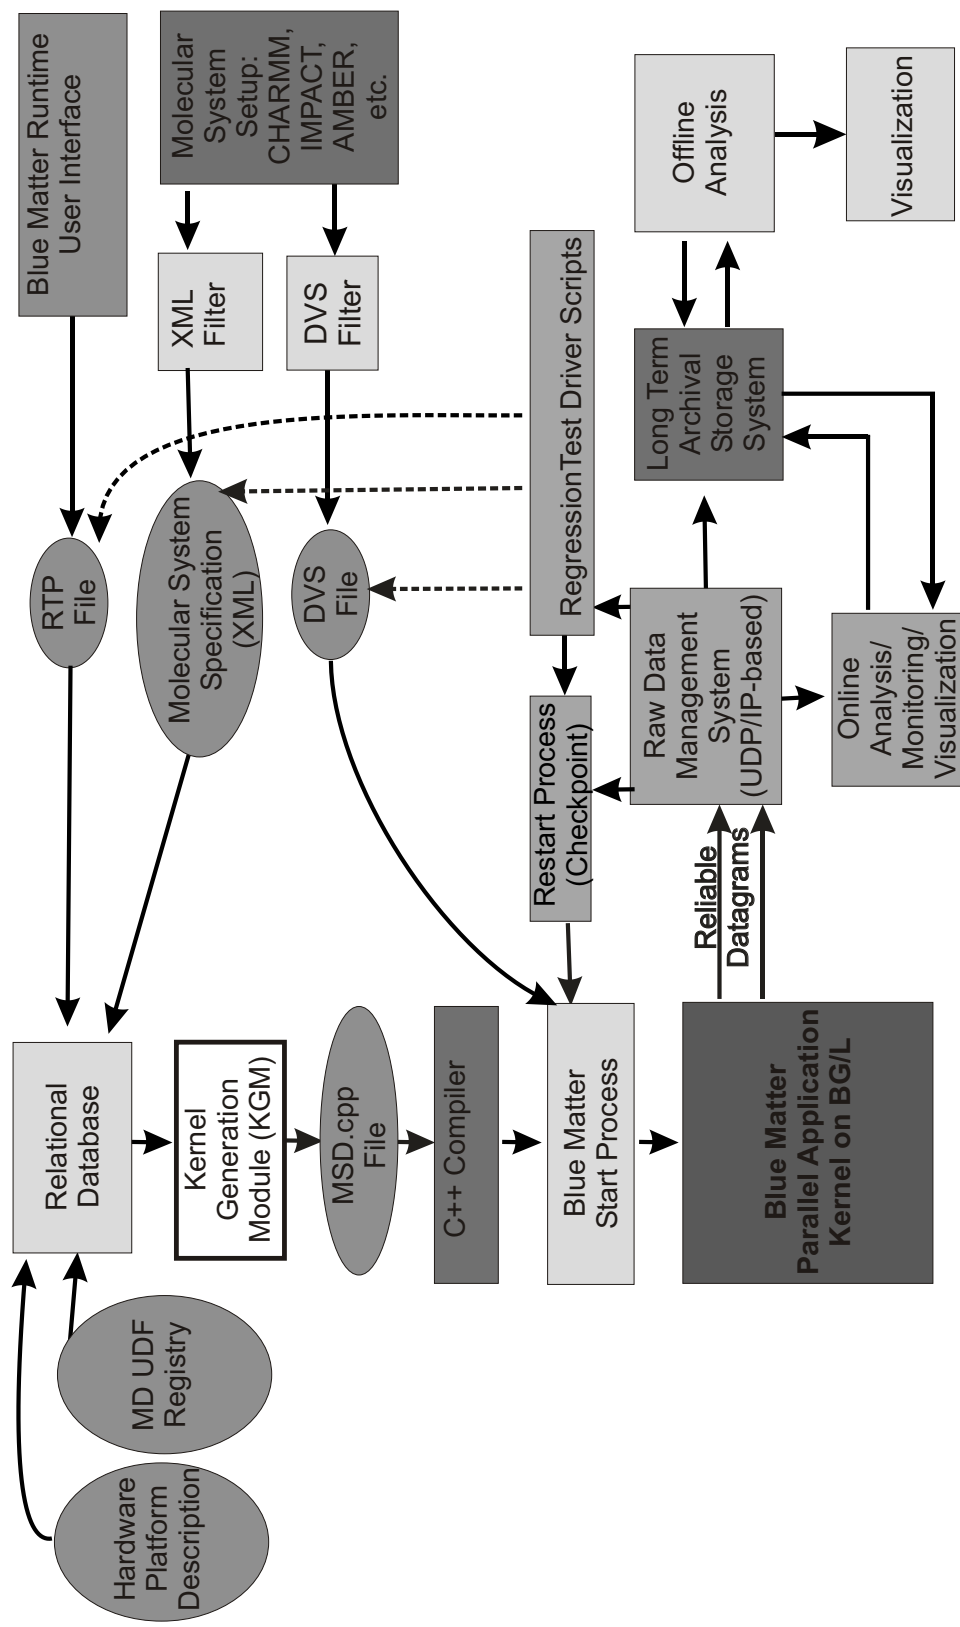 Blue Matter Runtime
User Interface
Molecular
System
Setup:
CHARMM,
IMPACT,
AMBER,
etc.
XML
Filter
DVS
Filter
RTP
File
Molecular System
Specification
(XML)
DVS
File
RegressionTest Driver Scripts
Offline
Analysis
Visualization
Long Term
Archival
Storage
System
Hardware
Platform
Description
MD UDF
Registry
Relational
Database
Kernel
Generation
Module (KGM)
MSD.cpp
File
C++ Compiler
Blue Matter
Start Process
Restart Process
(Checkpoint)
Raw Data
Management
System
(UDP/IP-based)
Online
Analysis/
Monitoring/
Visualization
Reliable
Datagrams
Blue Matter
Parallel Application
Kernel on BG/L